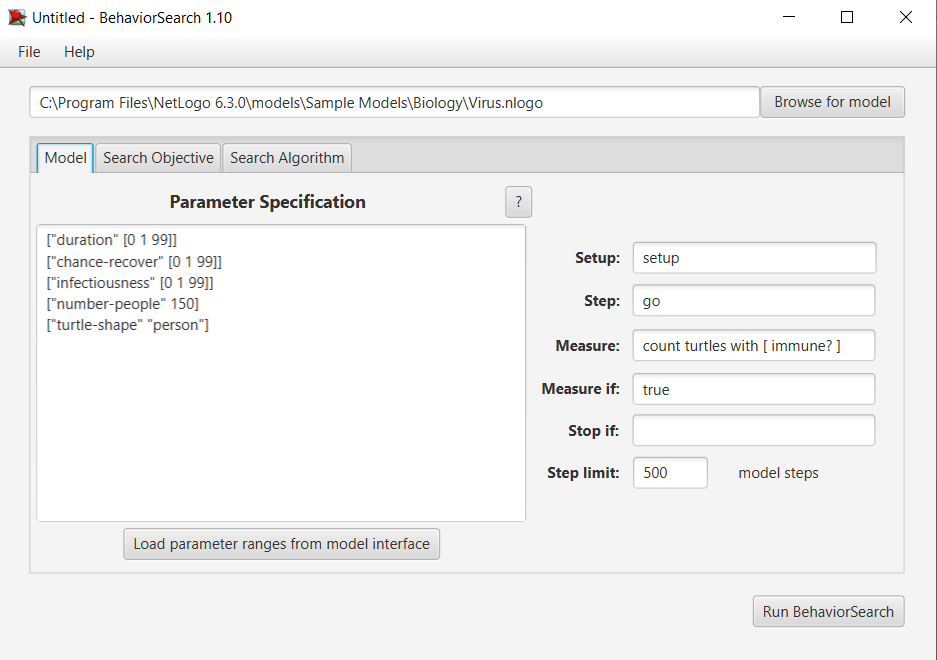 Untitled - BehaviorSearch 1.10
File Help
C:\Program Files\NetLogo 6.3.0\models\Sample Models\Biology\Virus.nlogo
Browse for model
Model Search Objective Search Algorithm
Parameter Specification
?
["duration" [0 1 99]]
["chance-recover" [0 1 99]]
["infectiousness" [0 1 99]]
["number-people" 150]
["turtle-shape" "person"]
Load parameter ranges from model interface
Setup: setup
Step: go
Measure: count turtles with [ immune? ]
Measure if: true
Stop if:
Step limit: 500 model steps
Run BehaviorSearch